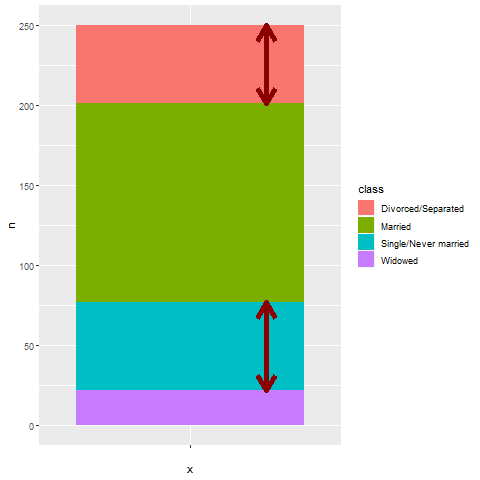 250
200
150
100
50
0
n
x
class
Divorced/Separated
Married
Single/Never married
Widowed